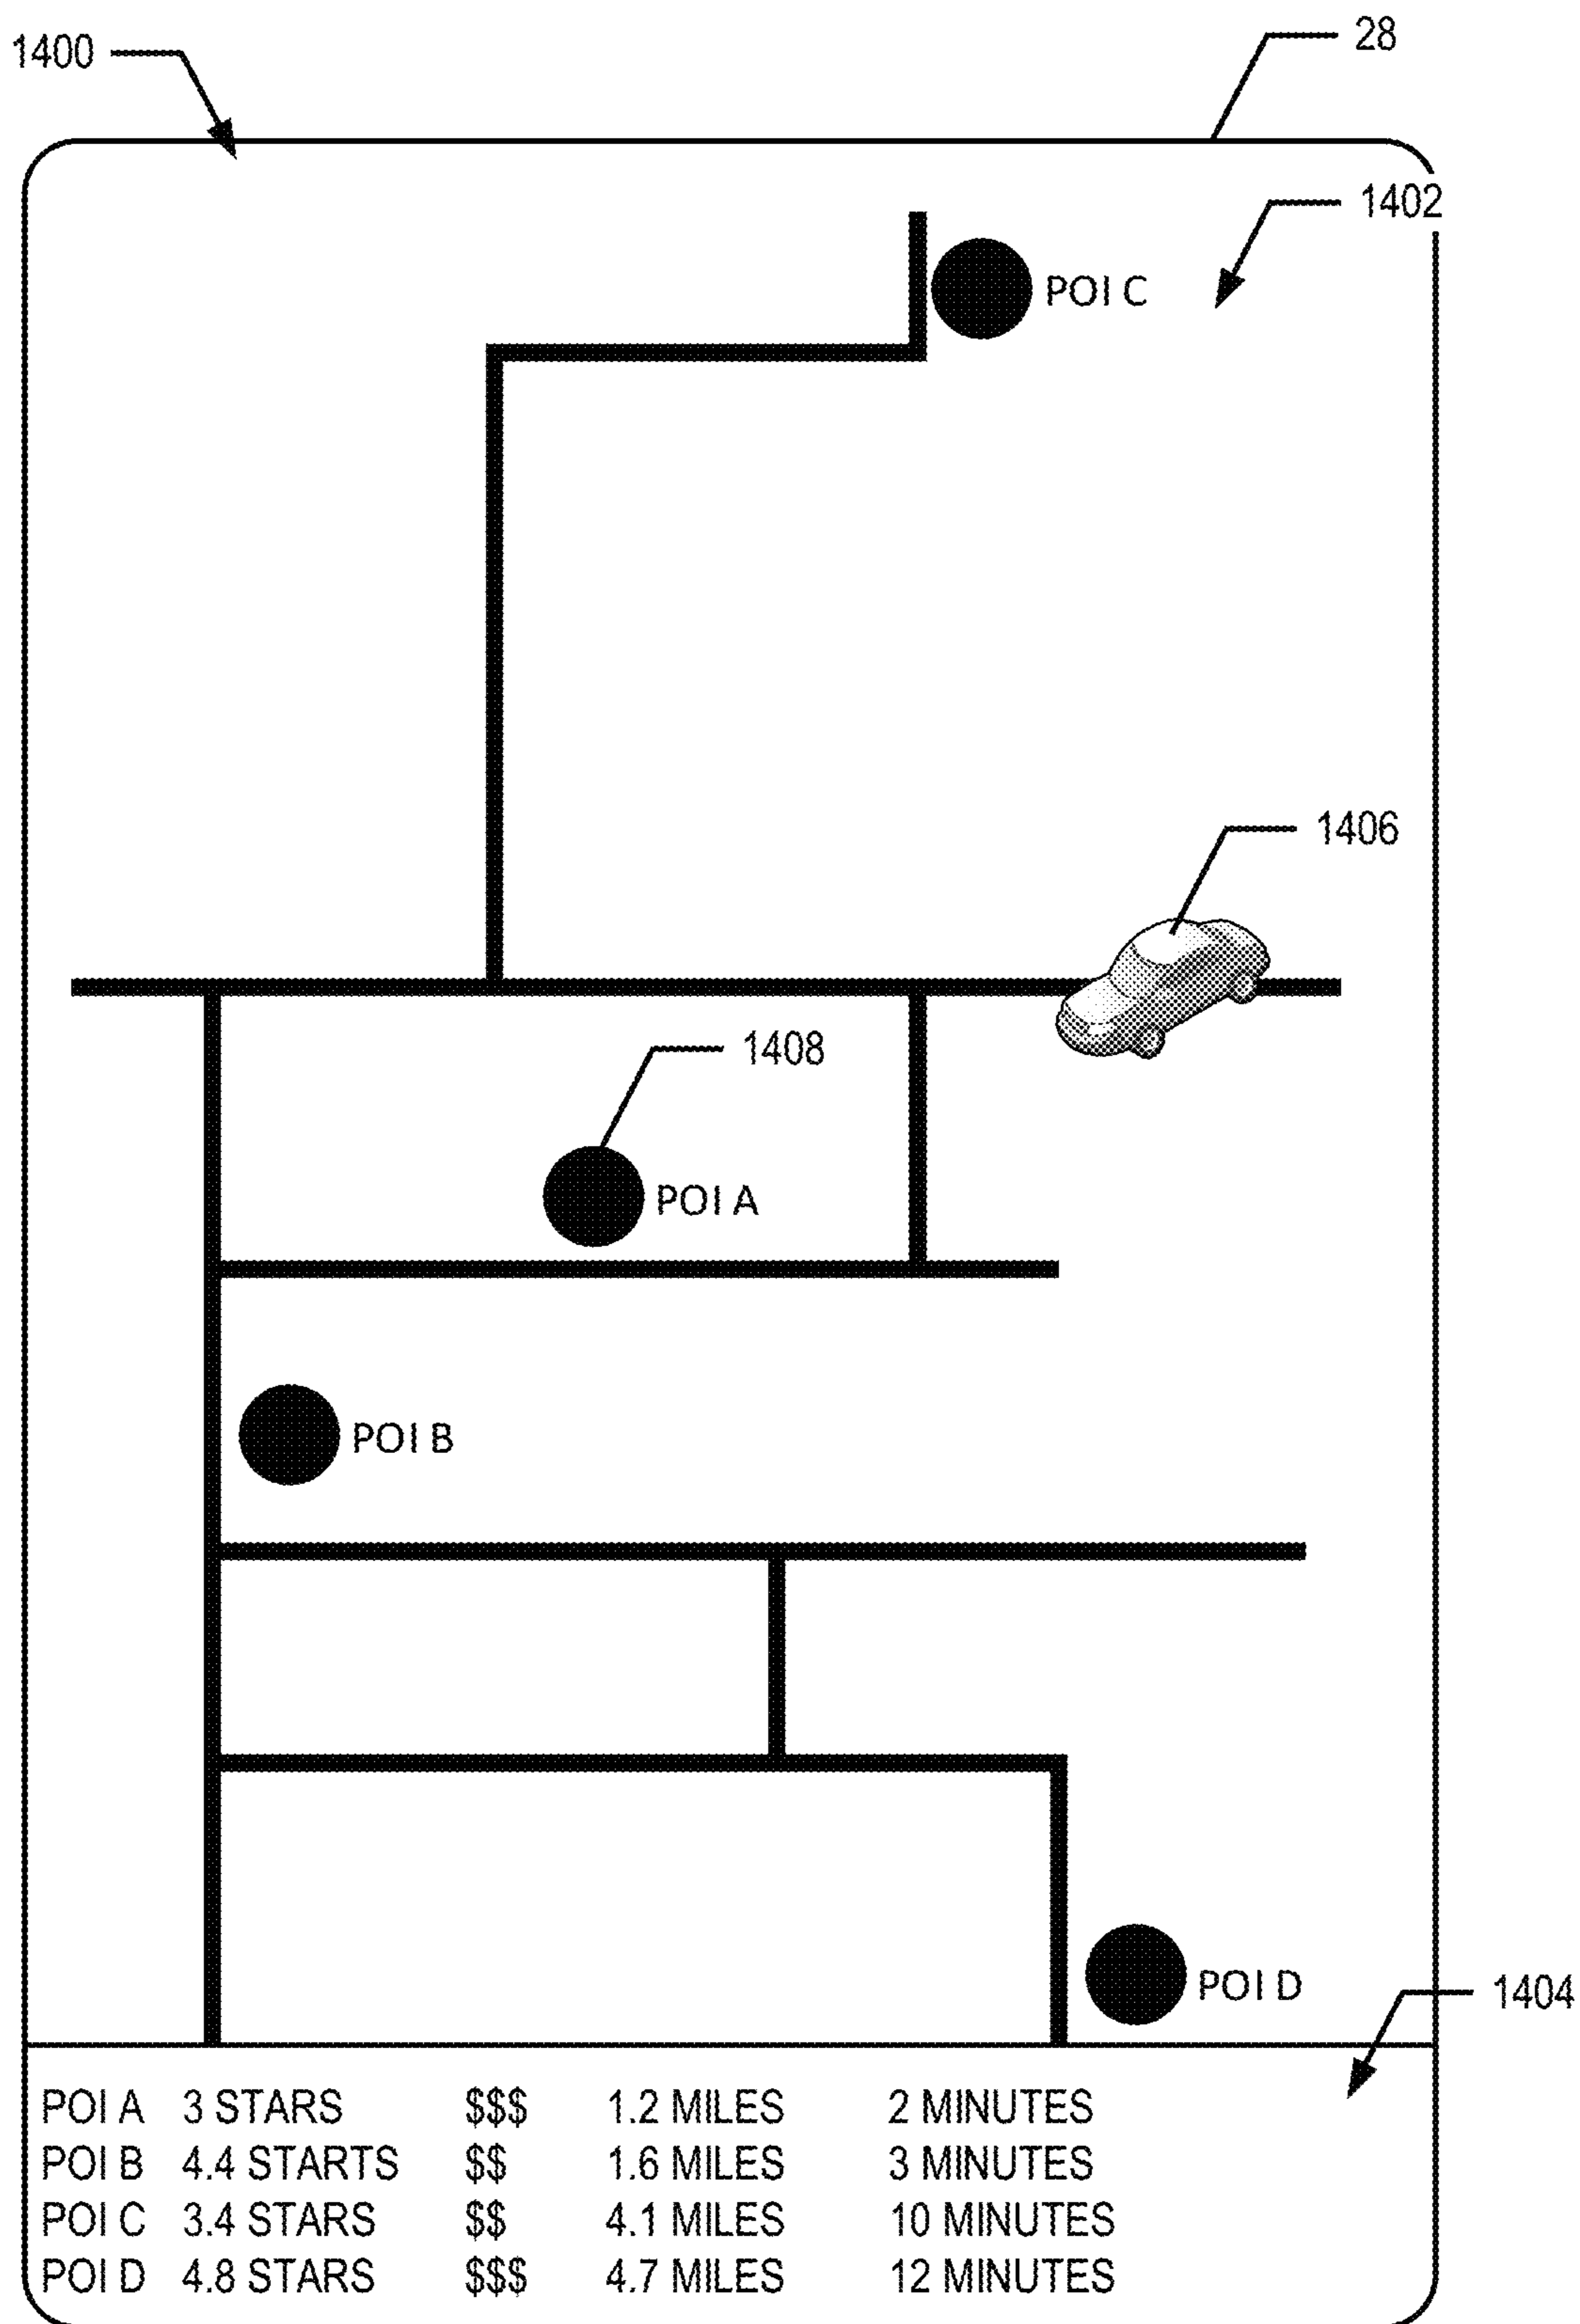 1400
28
1402
POI C
1406
1408
POI A
POI B
POI D
1404
POI A 3 STARS $$$ 1.2 MILES 2 MINUTES
POI B 4.4 STARTS $$ 1.6 MILES 3 MINUTES
POI C 3.4 STARS $$ 4.1 MILES 10 MINUTES
POI D 4.8 STARS $$$ 4.7 MILES 12 MINUTES